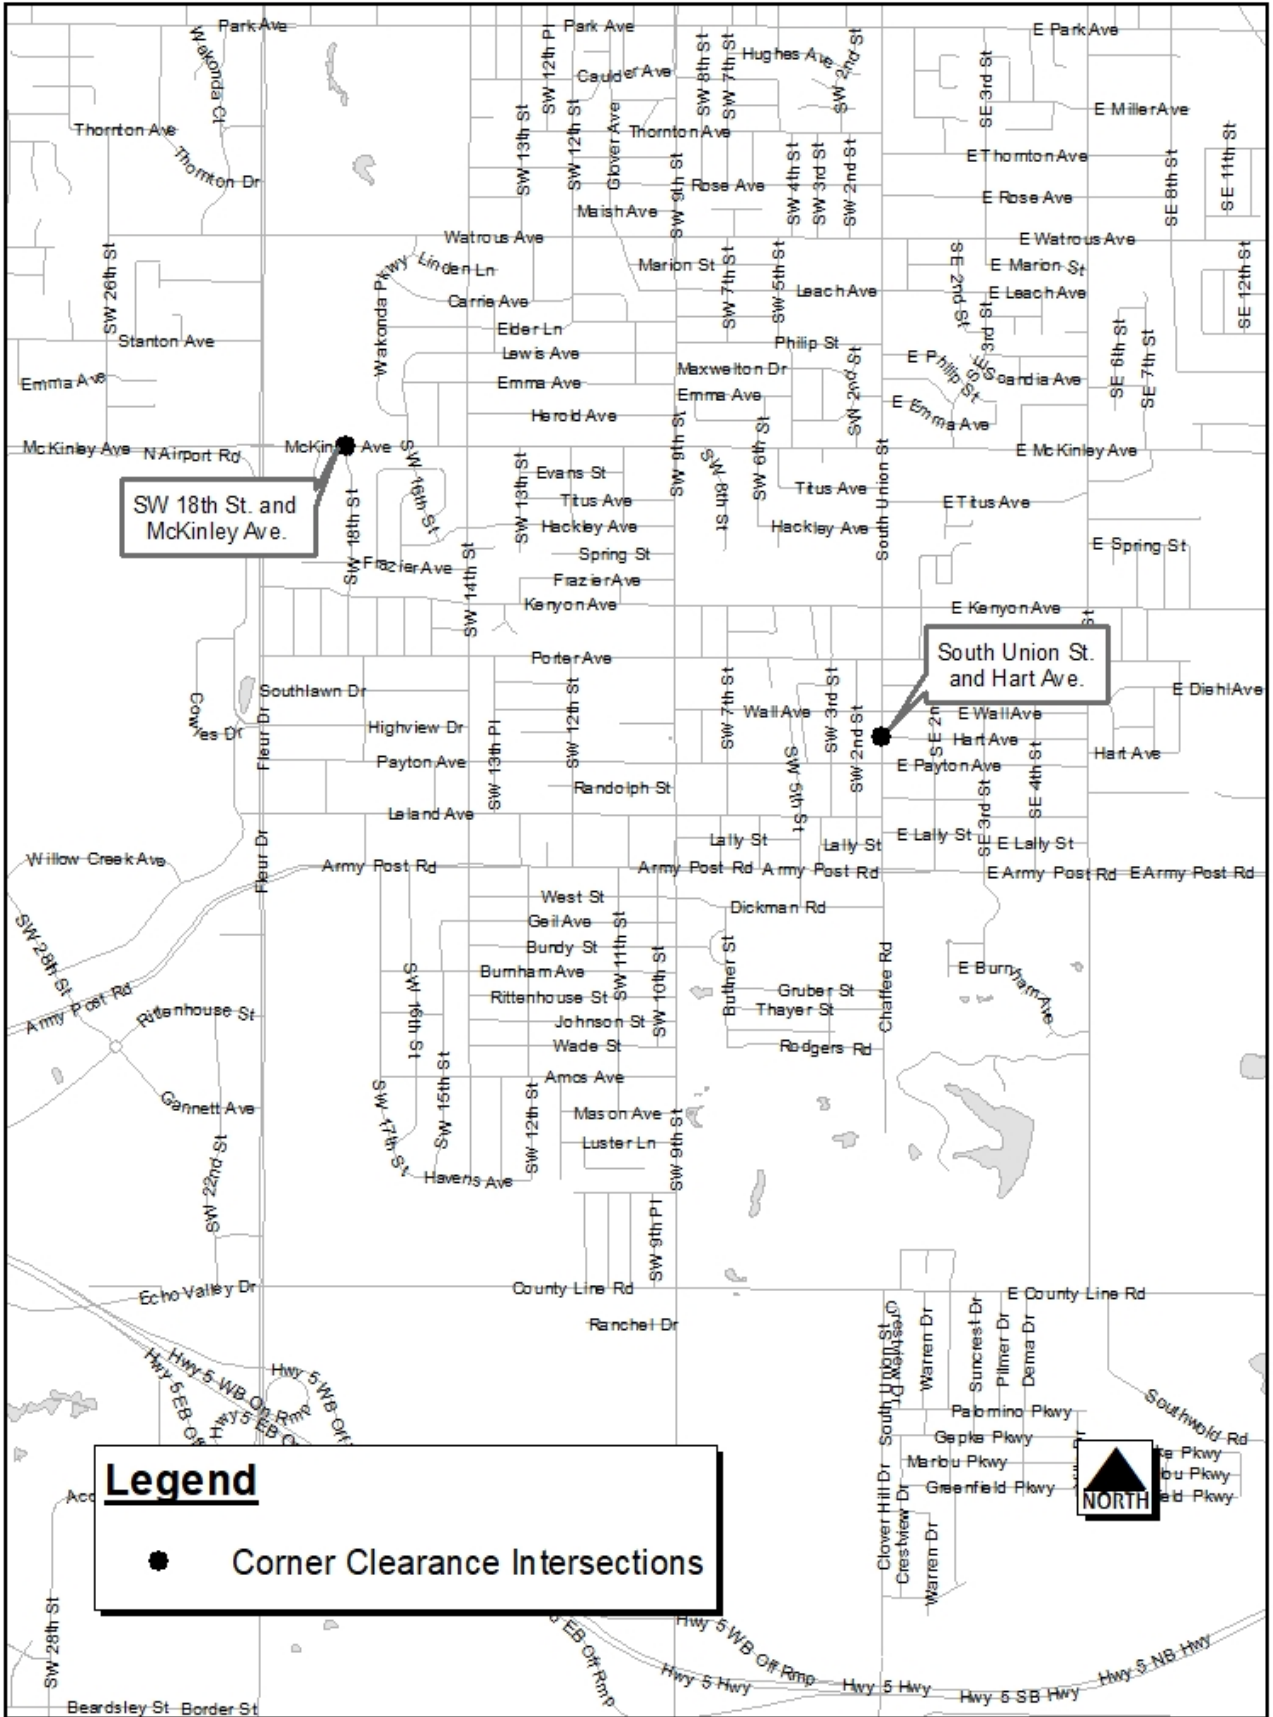 Park Ave
Park Ave
E Park Ave
Wakonda Ct
SW 12th Pl
SW 8th St
SW 7th St
Hughes Ave
SW 2nd St
Caulder Ave
SE 3rd St
E Miller Ave
Thornton Ave
SW 13th St
SW 12th St
Glover Ave
Thornton Ave
SW 4th St
SW 3rd St
SW 2nd St
E Thornton Ave
SE 8th St
SE 11th St
Thornton Dr
SW 9th St
Rose Ave
E Rose Ave
Maish Ave
Watrous Ave
E Watrous Ave
SW 26th St
Wakonda Pkwy
Linden Ln
Marion St
SW 7th St
SW 5th St
SE 2nd St
E Marion St
SE 12th St
Carrie Ave
Leach Ave
E Leach Ave
Elder Ln
Stanton Ave
Lewis Ave
Philip St
E Philip St
SE 3rd St
SE 6th St
SE 7th St
Emma Ave
Emma Ave
Maxwelton Dr
Emma Ave
SW 2nd St
E Emma Ave
Herold Ave
McKinley Ave
N Airport Rd
Ave
SW 16th St
SW 9th St
SW 8th St
SW 6th St
South Union St
E McKinley Ave
SW 18th St. and
McKinley Ave.
SW 18th St
SW 13th St
Evans St
Titus Ave
Titus Ave
E Titus Ave
Hackley Ave
Hackley Ave
Spring St
E Spring St
Frazier Ave
SW 14th St
Frazier Ave
Kenyon Ave
E Kenyon Ave
St
South Union St.
and Hart Ave.
Porter Ave
Southlawn Dr
SW 12th St
SW 7th St
SW 3rd St
E Diehl Ave
Cowles Dr
Fleur Dr
Highview Dr
SW 13th Pl
Wall Ave
SW 2nd St
E Wall Ave
Hart Ave
Hart Ave
Payton Ave
SW 5th St
E Payton Ave
SE 4th St
Randolph St
SE 3rd St
Leland Ave
Lally St
Lally St
E Lally St
E Lally St
Willow Creek Ave
Fleur Dr
Army Post Rd
Army Post Rd
Army Post Rd
E Army Post Rd
E Army Post Rd
West St
Dickman Rd
SW 28th St
Geil Ave
SW 11th St
Bundy St
SW 10th St
Buttner St
Chaffee Rd
SW 16th St
Burnham Ave
E Burnham Ave
Army Post Rd
Rittenhouse St
Rittenhouse St
Gruber St
Johnson St
Thayer St
Wade St
Rodgers Rd
SW 17th St
SW 15th St
SW 12th St
Amos Ave
Gannett Ave
Mason Ave
SW 9th St
SW 22nd St
Luster Ln
Havens Ave
SW 9th Pl
Echo Valley Dr
County Line Rd
E County Line Rd
Ranchel Dr
South Union St
Crestview Dr
Warren Dr
Suncrest Dr
Pilmer Dr
Dema Dr
Hwy 5 WB On Rmp
Hwy 5 WB Off
Hwy 5 EB Off
Hwy 5 EB O
Palomino Pkwy
Southwold Rd
Gepke Pkwy
ke Pkwy
Marlou Pkwy
lou Pkwy
Greenfield Pkwy
eld Pkwy
NORTH
Legend
Corner Clearance Intersections
Acc
Clover Hill Dr
Crestview Dr
Warren Dr
SW 28th St
EB Off Rmp
Hwy 5 WB Off Rmp
Hwy 5 Hwy
Hwy 5 Hwy
Hwy 5 SB Hwy
Hwy 5 NB Hwy
Beardsley St
Border St